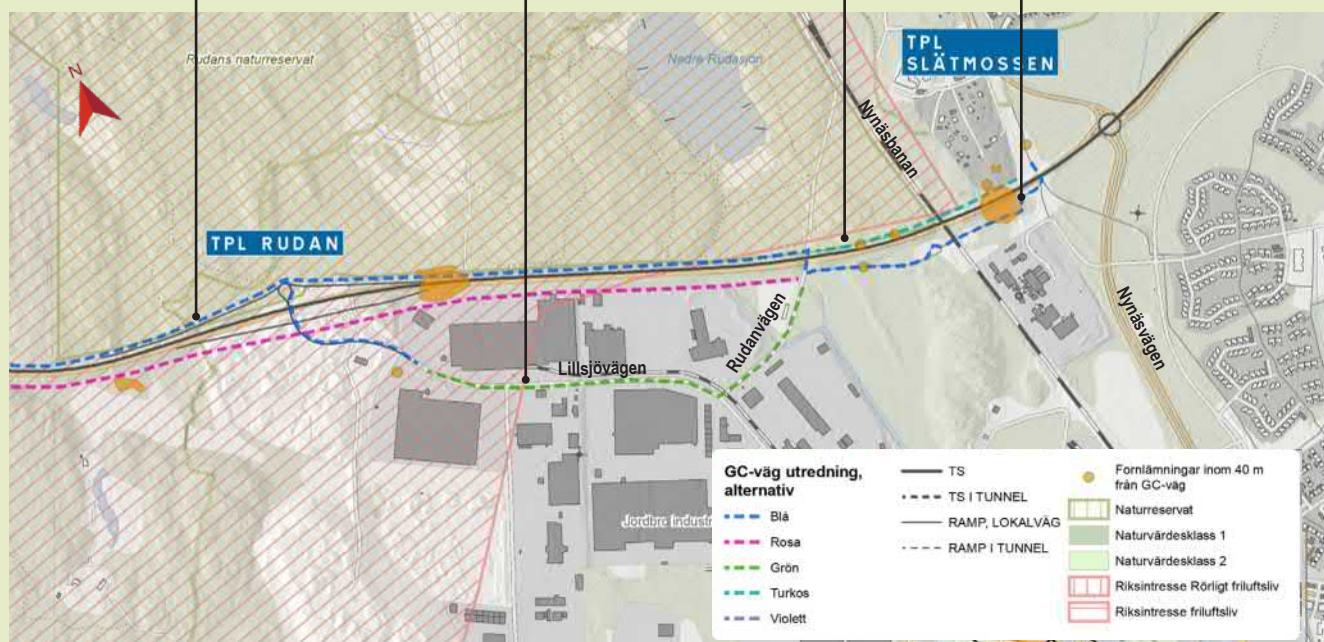 TPL
SLÄTMOSSEN
Rudans naturreservat
Nedre Rudasjön
N
Nynäsbanan
TPL RUDAN
Rudanvägen
Nynäsvägen
Lillsjövägen
Jordbro Industri
GC-väg utredning,
alternativ
Blå
Rosa
Grön
Turkos
Violett
TS
TS I TUNNEL
RAMP, LOKALVÄG
RAMP I TUNNEL
Fornlämningar inom 40 m
från GC-väg
Naturreservat
Naturvärdesklass 1
Naturvärdesklass 2
Riksintresse Rörligt friluftsliv
Riksintresse friluftsliv